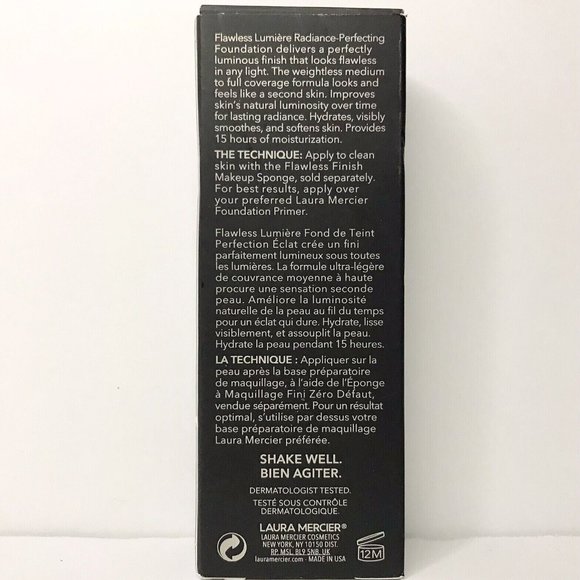 Flawless Lumière Radiance-Perfecting
Foundation delivers a perfectly
luminous finish that looks flawless
in any light. The weightless medium
to full coverage formula looks and
feels like a second skin. Improves
skin's natural luminosity over time
for lasting radiance. Hydrates, visibly
smoothes, and softens skin. Provides
15 hours of moisturization.
THE TECHNIQUE: Apply to clean
skin with the Flawless Finish
Makeup Sponge, sold separately.
For best results, apply over
your preferred Laura Mercier
Foundation Primer.
Flawless Lumière Fond de Teint
Perfection Éclat crée un fini
parfaitement lumineux sous toutes
les lumières. La formule ultra-légère
de couvrance moyenne à haute
procure une sensation seconde
peau. Améliore la luminosité
naturelle de la peau au fil du temps
pour un éclat qui dure. Hydrate, lisse
visiblement, et assouplit la peau.
Hydrate la peau pendant 15 heures.
LA TECHNIQUE : Appliquer sur la
peau après la base préparatoire
de maquillage, à l'aide de l'Éponge
à Maquillage Fini Zéro Défaut,
vendue séparément. Pour un résultat
optimal, s'utilise par dessus votre
base préparatoire de maquillage
Laura Mercier préférée.
SHAKE WELL.
BIEN AGITER.
DERMATOLOGIST TESTED.
TESTÉ SOUS CONTRÔLE
DERMATOLOGIQUE.
LAURA MERCIER®
LAURA MERCIER COSMETICS
NEW YORK, NY 10150 DIST.
RP. MSL, BL9 5NB, UK
lauramercier.com • MADE IN USA
12M